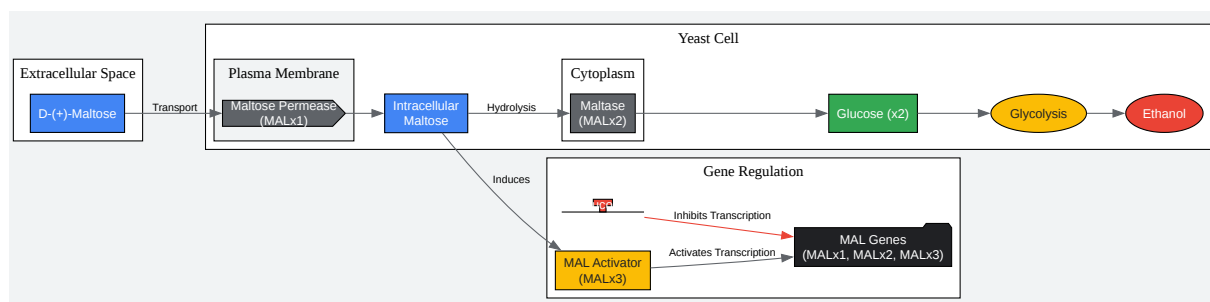 Yeast Cell
Extracellular Space
Plasma Membrane
Cytoplasm
D-(+)-Maltose
Transport
Maltose Permease
(MALx1)
Intracellular
Maltose
Hydrolysis
Maltase
(MALx2)
Glucose (x2)
Glycolysis
Ethanol
Gene Regulation
Induces
Inhibits Transcription
MAL Activator
(MALx3)
Activates Transcription
MAL Genes
(MALx1, MALx2, MALx3)